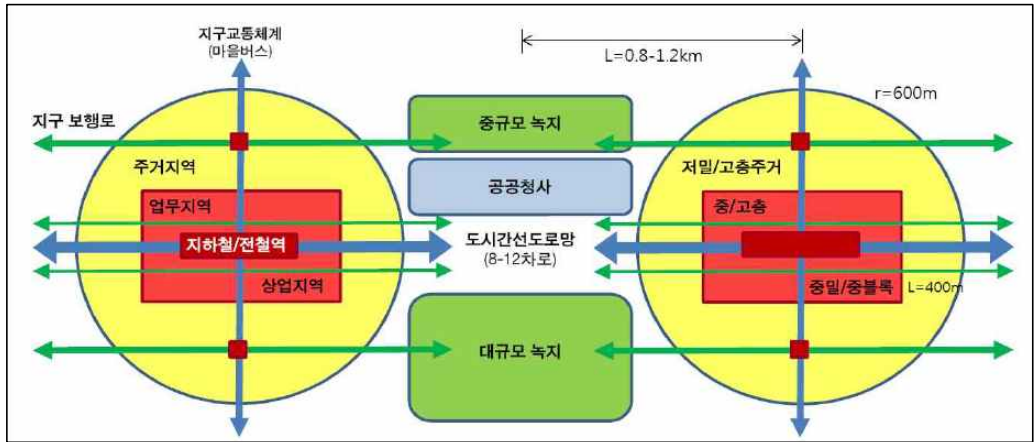 지구교통체계
(마을버스)
L=0.8-1.2km
r=600m
지구 보행로
중규모 녹지
주거지역
저밀/고층주거
공공청사
업무지역
중/고층
지하철/전철역
도시간선도로망
(8-12차로)
상업지역
중밀/중블록
L=400m
대규모 녹지